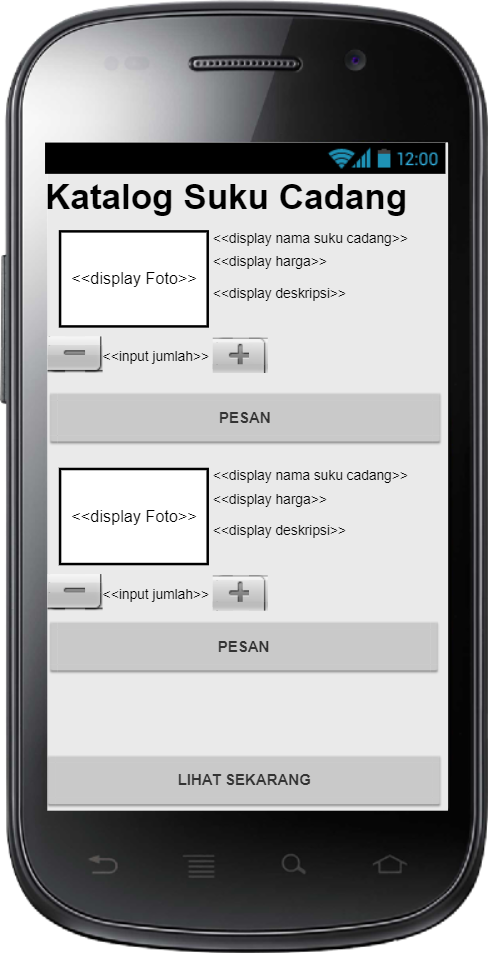 12:00
Katalog Suku Cadang
<<display Foto>>
<<display nama suku cadang>>
<<display harga>>
<<display deskripsi>>
<<input jumlah>>
PESAN
<<display Foto>>
<<display nama suku cadang>>
<<display harga>>
<<display deskripsi>>
<<input jumlah>>
PESAN
LIHAT SEKARANG